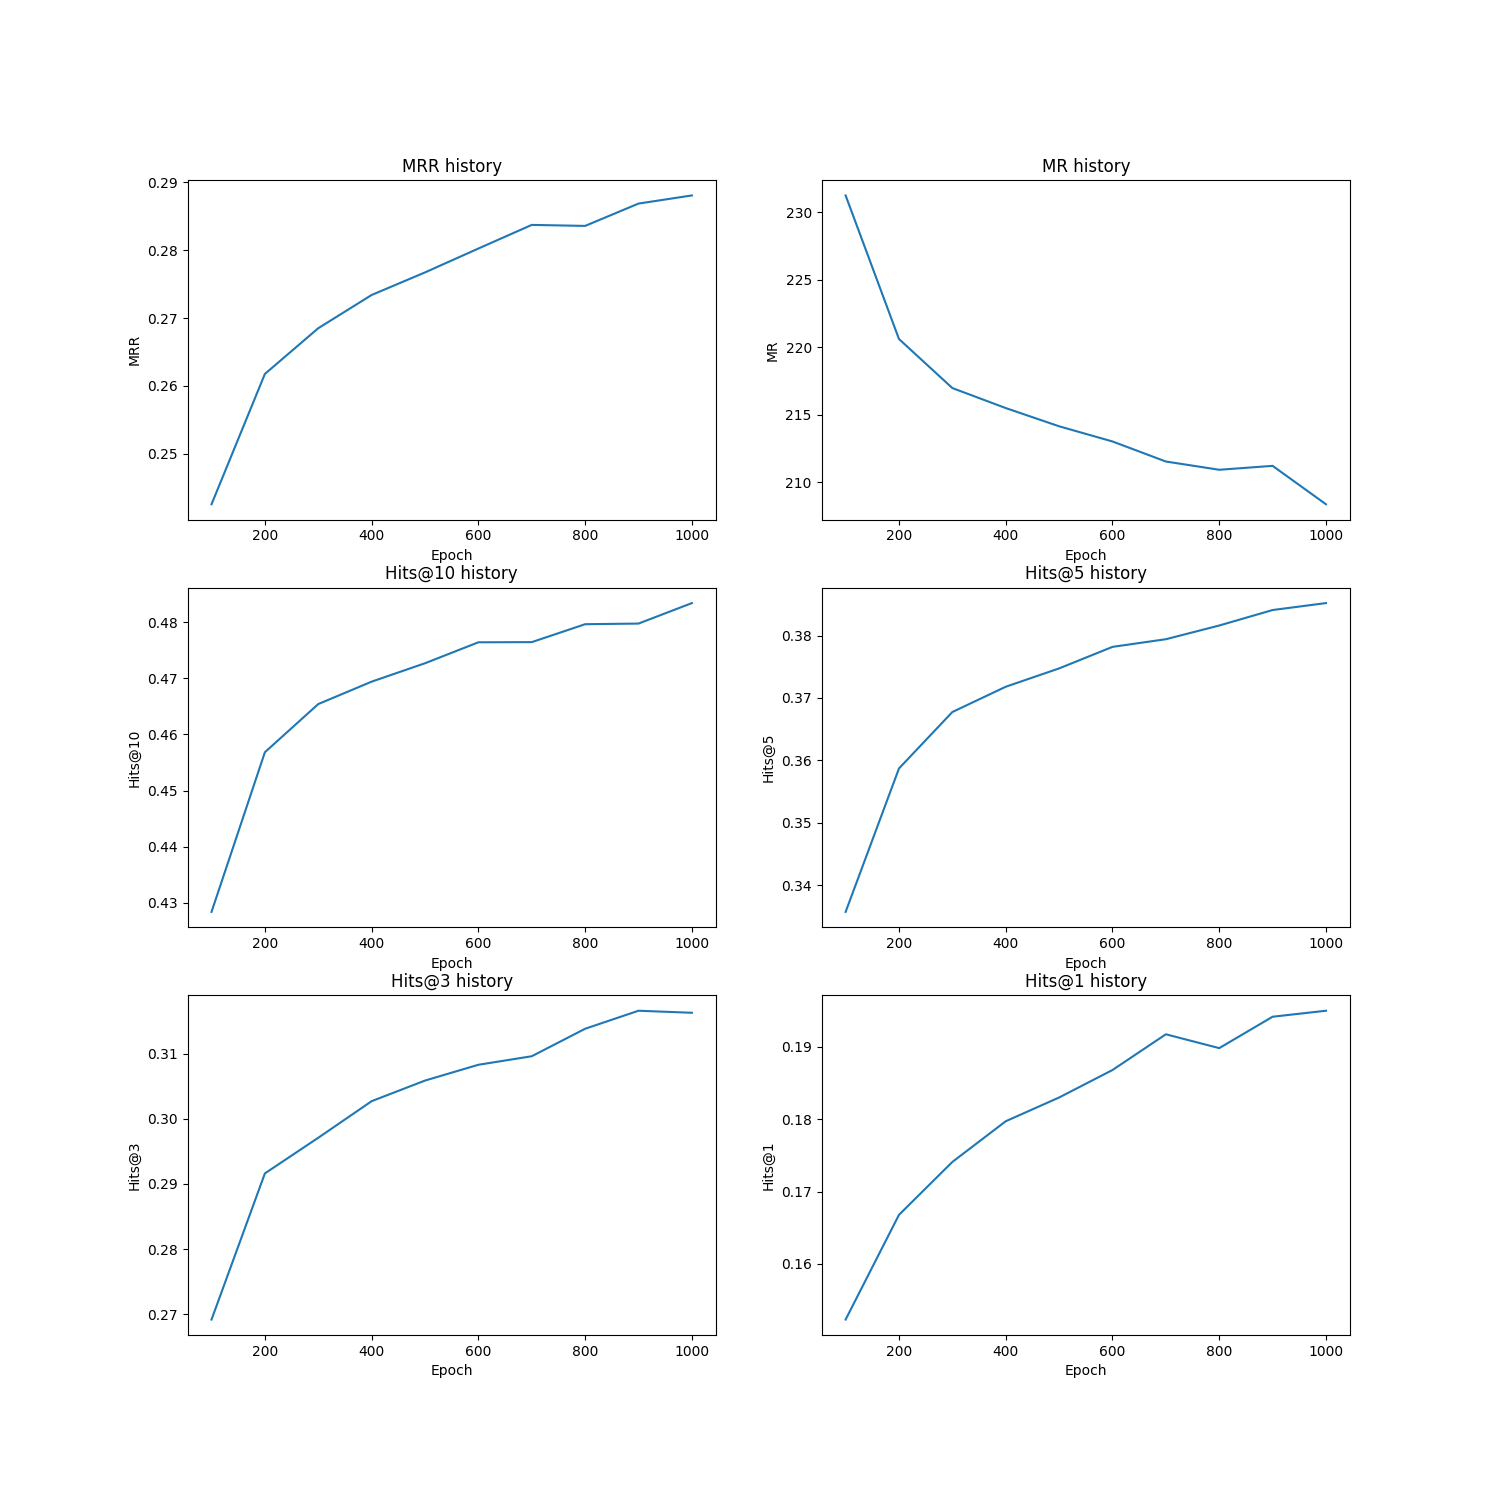 MRR history
0.29
0.28
0.27
0.26
0.25
MRR
200 400 600 800 1000
Epoch
MR history
230
225
220
215
210
MR
200 400 600 800 1000
Epoch
Hits@10 history
0.48
0.47
0.46
0.45
0.44
0.43
Hits@10
200 400 600 800 1000
Epoch
Hits@5 history
0.38
0.37
0.36
0.35
0.34
Hits@5
200 400 600 800 1000
Epoch
Hits@3 history
0.31
0.30
0.29
0.28
0.27
Hits@3
200 400 600 800 1000
Epoch
Hits@1 history
0.19
0.18
0.17
0.16
Hits@1
200 400 600 800 1000
Epoch